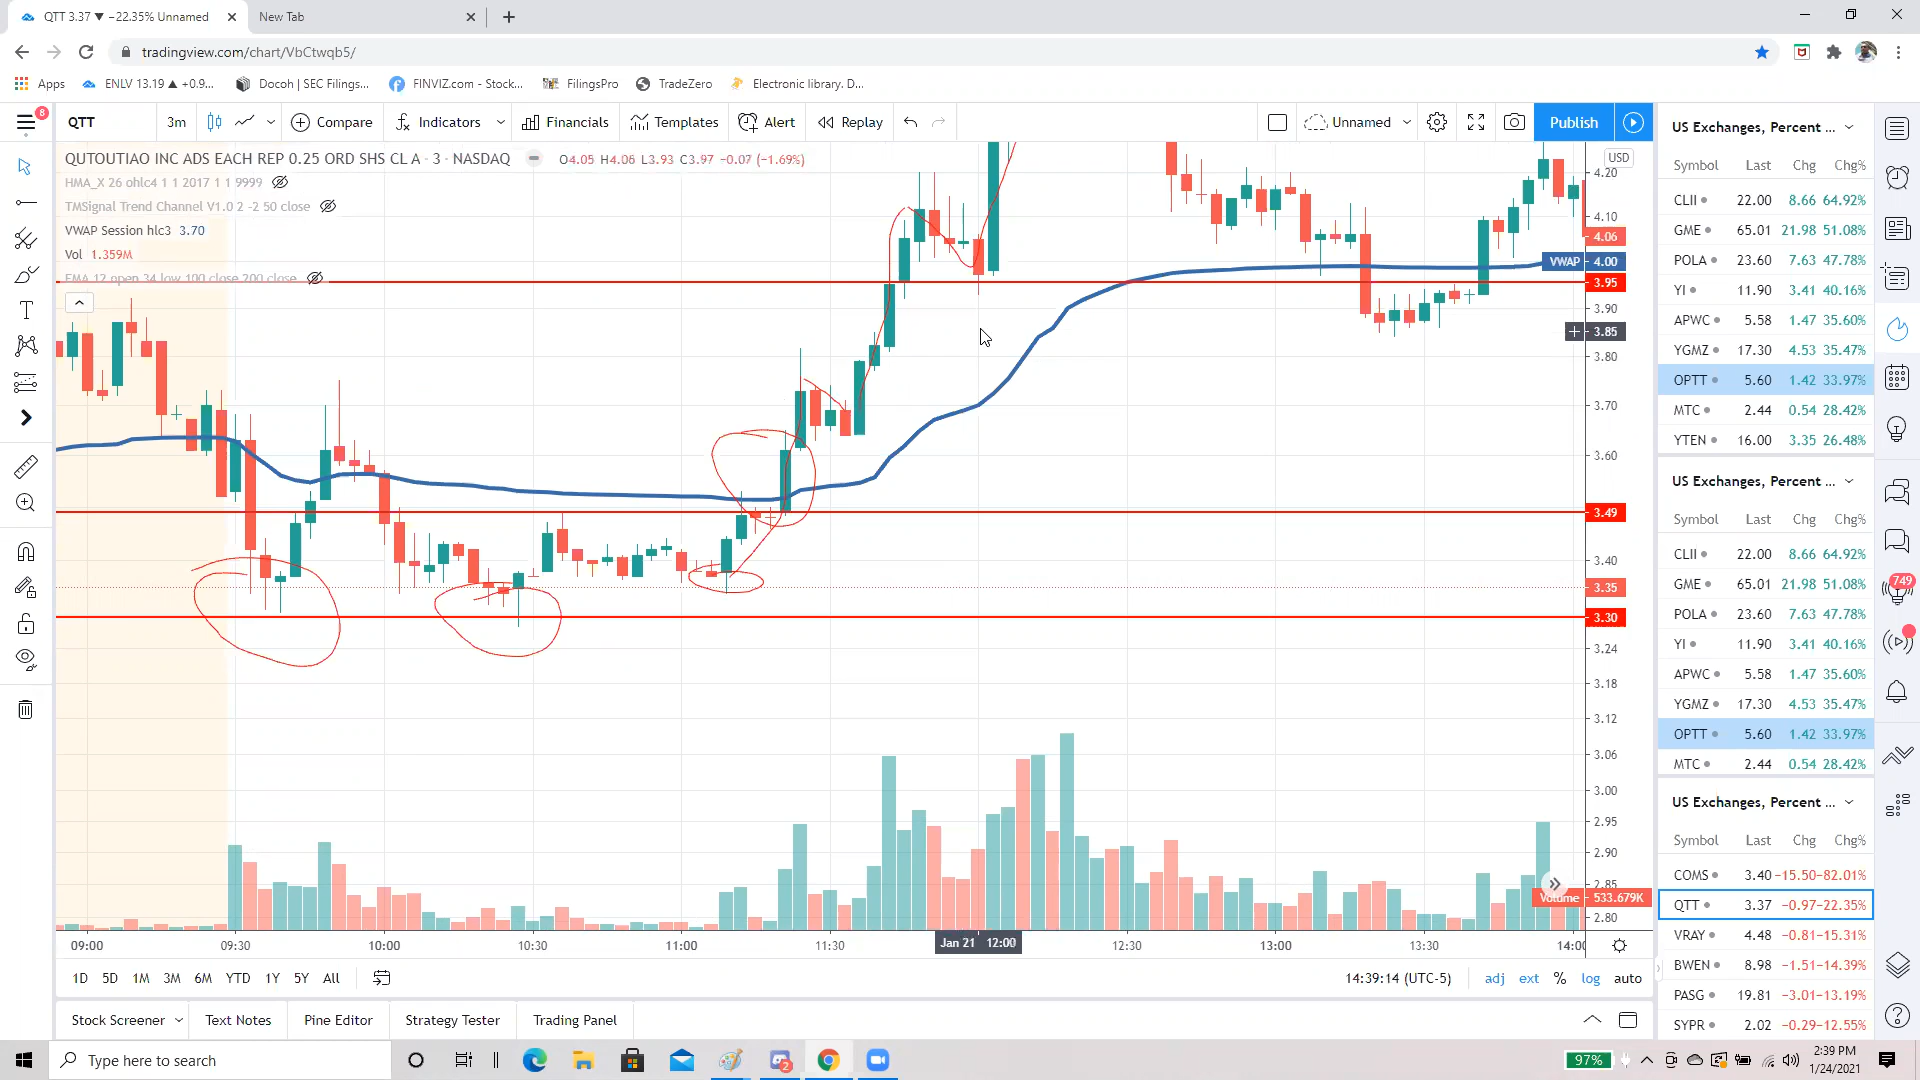 QTT 3.37 ▼ −22.35% Unnamed
New Tab
tradingview.com/chart/VbCtwqb5/
Apps
ENLV 13.19 ▲ +0.9...
Docoh | SEC Filings...
FINVIZ.com - Stock...
FilingsPro
TradeZero
Electronic library. D...
8
QTT
3m
Compare
Indicators
Financials
Templates
Alert
Replay
Unnamed
Publish
QUTOUTIAO INC ADS EACH REP 0.25 ORD SHS CL A · 3 · NASDAQ
O4.05 H4.06 L3.93 C3.97 −0.07 (−1.69%)
HMA_X 26 ohlc4 1 1 2017 1 1 9999
TMSignal Trend Channel V1.0 2 -2 50 close
VWAP Session hlc3 3.70
Vol 1.359M
EMA 12 open 34 low 100 close 200 close
USD
4.20
4.10
4.06
VWAP 4.00
3.95
3.90
3.85
3.80
3.70
3.60
3.49
3.40
3.35
3.30
3.24
3.18
3.12
3.06
3.00
2.95
2.90
2.85
Volume 533.679K
2.80
09:00 09:30 10:00 10:30 11:00 11:30 Jan 21 12:00 12:30 13:00 13:30 14:00
1D 5D 1M 3M 6M YTD 1Y 5Y All
14:39:14 (UTC-5)
adj ext % log auto
Stock Screener
Text Notes
Pine Editor
Strategy Tester
Trading Panel
US Exchanges, Percent ...
Symbol Last Chg Chg%
CLII 22.00 8.66 64.92%
GME 65.01 21.98 51.08%
POLA 23.60 7.63 47.78%
YI 11.90 3.41 40.16%
APWC 5.58 1.47 35.60%
YGMZ 17.30 4.53 35.47%
OPTT 5.60 1.42 33.97%
MTC 2.44 0.54 28.42%
YTEN 16.00 3.35 26.48%
US Exchanges, Percent ...
Symbol Last Chg Chg%
CLII 22.00 8.66 64.92%
GME 65.01 21.98 51.08%
POLA 23.60 7.63 47.78%
YI 11.90 3.41 40.16%
APWC 5.58 1.47 35.60%
YGMZ 17.30 4.53 35.47%
OPTT 5.60 1.42 33.97%
MTC 2.44 0.54 28.42%
US Exchanges, Percent ...
Symbol Last Chg Chg%
COMS 3.40 −15.50 −82.01%
QTT 3.37 −0.97 −22.35%
VRAY 4.48 −0.81 −15.31%
BWEN 8.98 −1.51 −14.39%
PASG 19.81 −3.01 −13.19%
SYPR 2.02 −0.29 −12.55%
749
Type here to search
2
97%
2:39 PM
1/24/2021